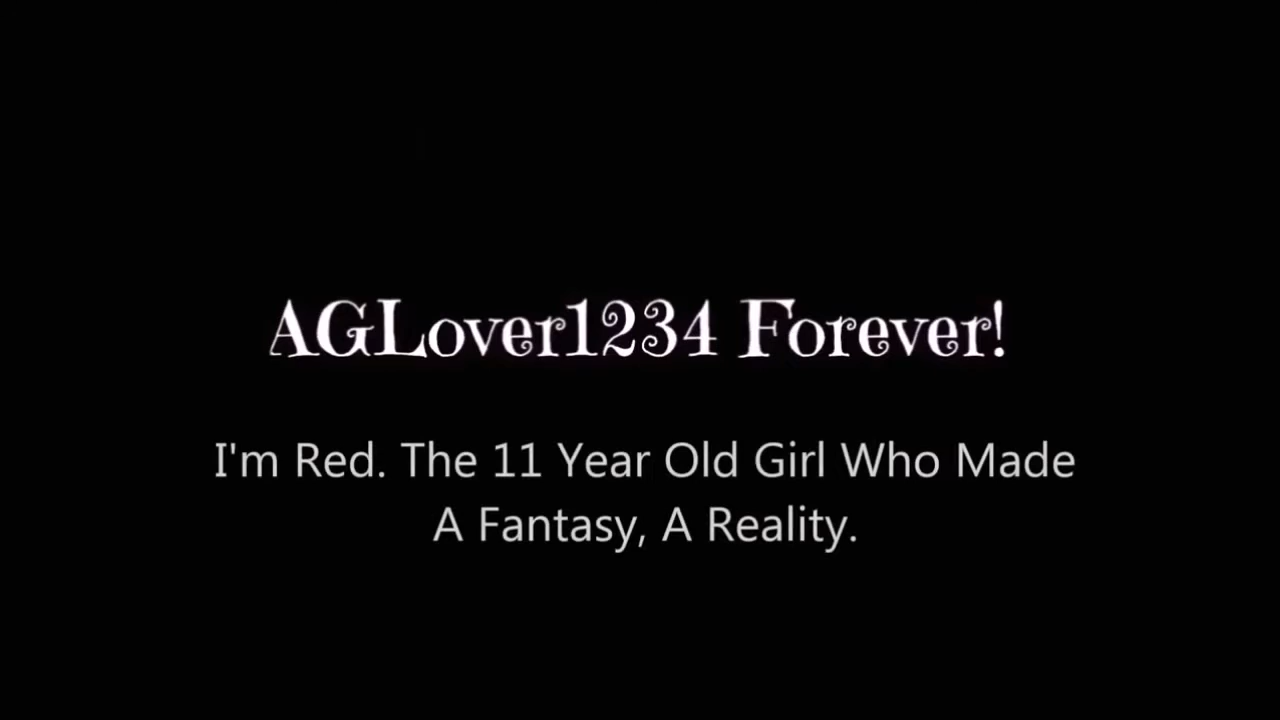 AGLover1234 Forever!
I'm Red. The 11 Year Old Girl Who Made
A Fantasy, A Reality.